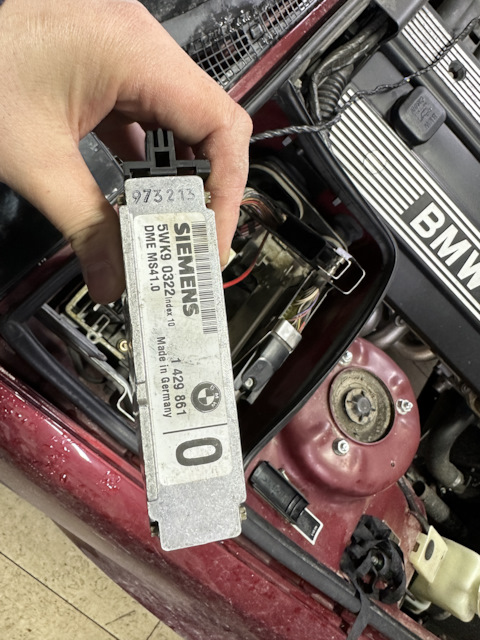 973213
SIEMENS
5WK9 0322 Index 10
DME MS41.0
1 429 861
Made in Germany
0
BMW